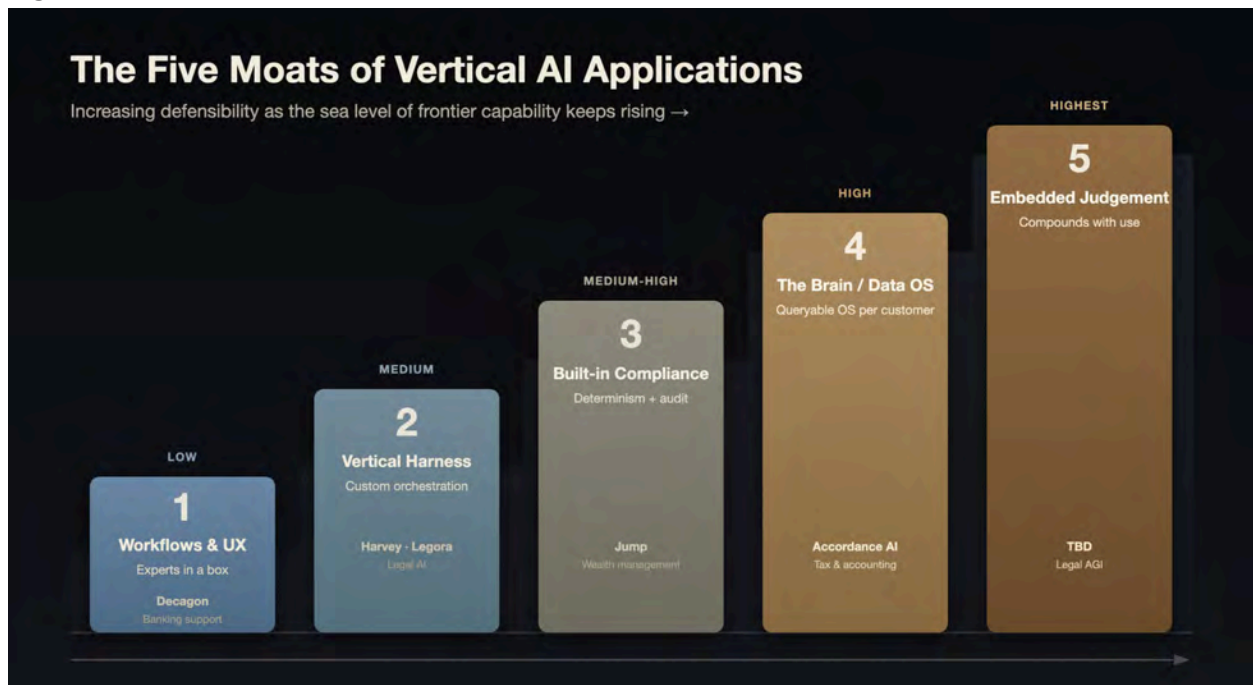 The Five Moats of Vertical AI Applications
Increasing defensibility as the sea level of frontier capability keeps rising →
LOW
1
Workflows & UX
Experts in a box
Decagon
Banking support
MEDIUM
2
Vertical Harness
Custom orchestration
Harvey · Legora
Legal AI
MEDIUM-HIGH
3
Built-in Compliance
Determinism + audit
Jump
Wealth management
HIGH
4
The Brain / Data OS
Queryable OS per customer
Accordance AI
Tax & accounting
HIGHEST
5
Embedded Judgement
Compounds with use
TBD
Legal AGI